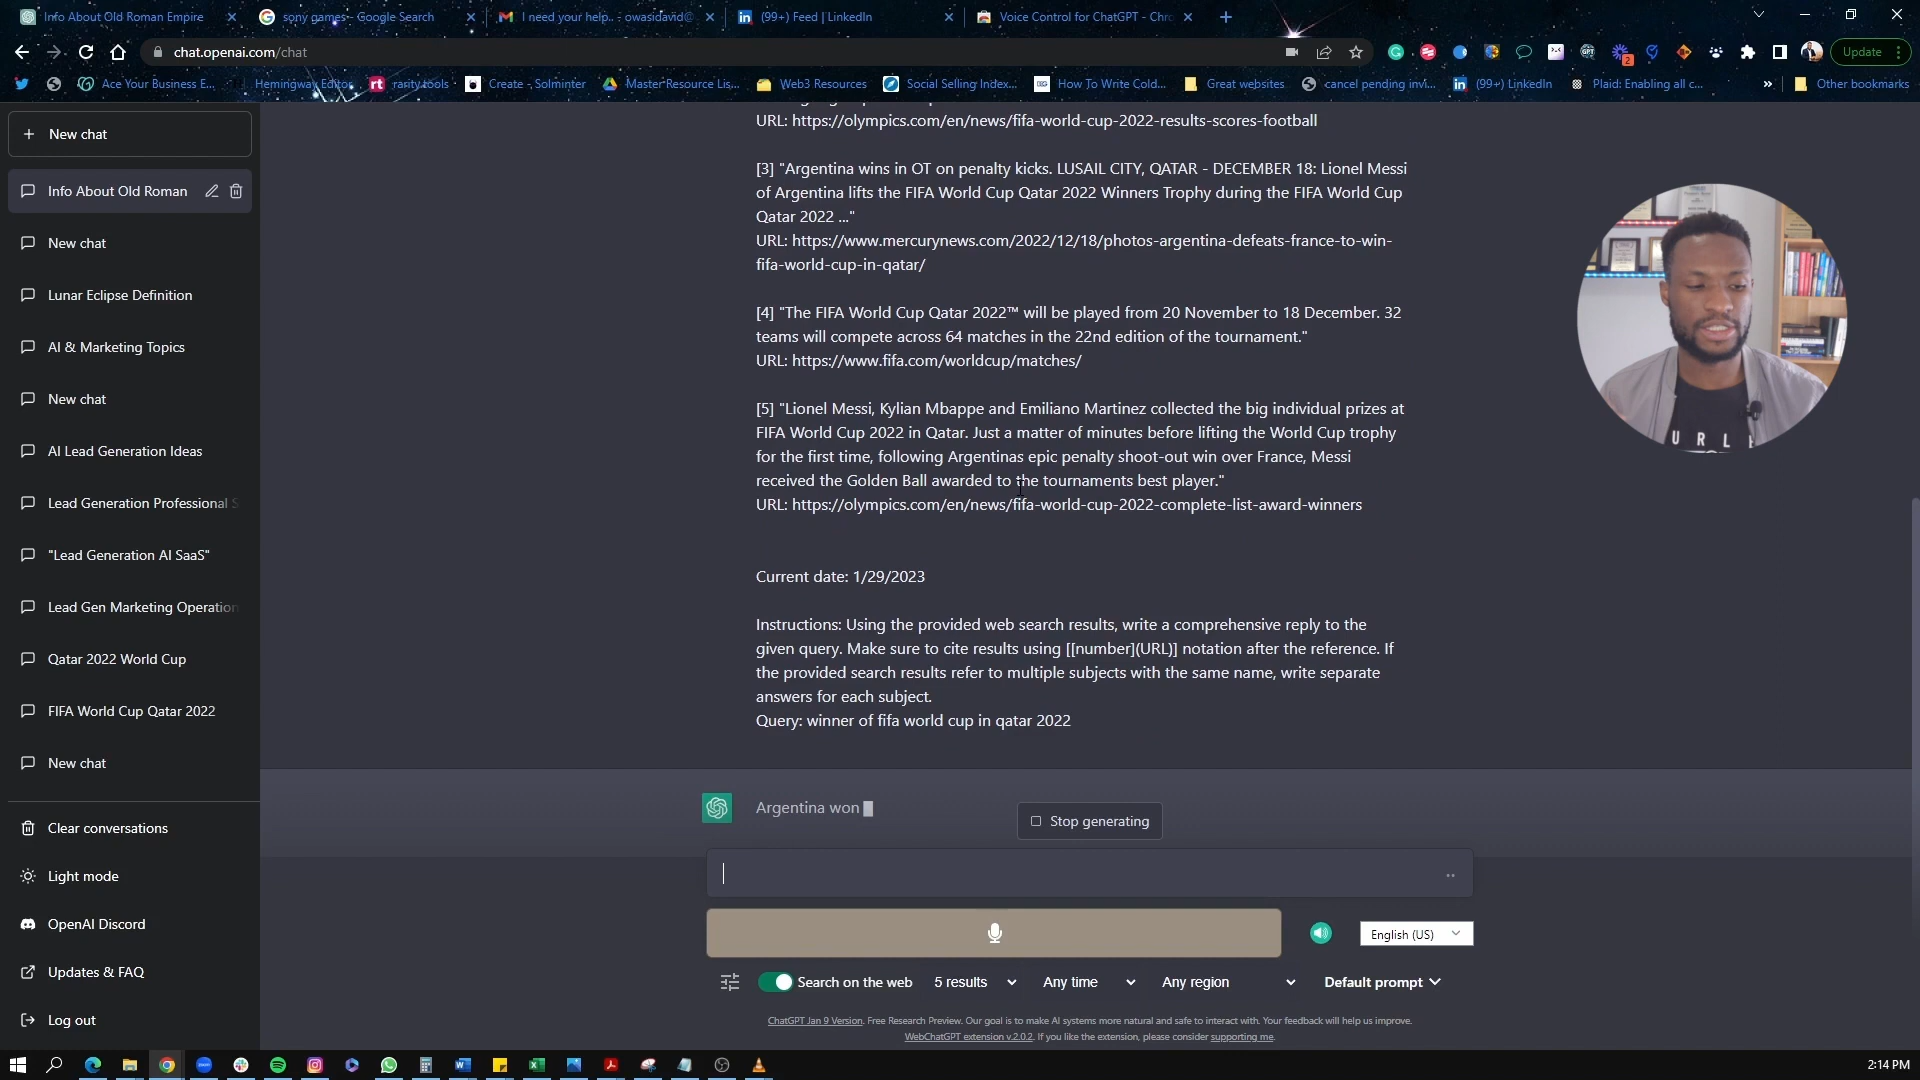 Info About Old Roman Empire
sony games - Google Search
I need your help.. - owasidavid@
(99+) Feed | LinkedIn
Voice Control for ChatGPT - Chro
chat.openai.com/chat
Update
Ace Your Business E...
Hemingway Editor
rarity.tools
Create - Solminter
Master Resource Lis...
Web3 Resources
Social Selling Index...
How To Write Cold...
Great websites
cancel pending invi...
(99+) LinkedIn
Plaid: Enabling all c...
»
Other bookmarks
New chat
Info About Old Roman
New chat
Lunar Eclipse Definition
AI & Marketing Topics
New chat
AI Lead Generation Ideas
Lead Generation Professional S
"Lead Generation AI SaaS"
Lead Gen Marketing Operation
Qatar 2022 World Cup
FIFA World Cup Qatar 2022
New chat
Clear conversations
Light mode
OpenAI Discord
Updates & FAQ
Log out
URL: https://olympics.com/en/news/fifa-world-cup-2022-results-scores-football
[3] "Argentina wins in OT on penalty kicks. LUSAIL CITY, QATAR - DECEMBER 18: Lionel Messi
of Argentina lifts the FIFA World Cup Qatar 2022 Winners Trophy during the FIFA World Cup
Qatar 2022 ..."
URL: https://www.mercurynews.com/2022/12/18/photos-argentina-defeats-france-to-win-
fifa-world-cup-in-qatar/
[4] "The FIFA World Cup Qatar 2022™ will be played from 20 November to 18 December. 32
teams will compete across 64 matches in the 22nd edition of the tournament."
URL: https://www.fifa.com/worldcup/matches/
[5] "Lionel Messi, Kylian Mbappe and Emiliano Martinez collected the big individual prizes at
FIFA World Cup 2022 in Qatar. Just a matter of minutes before lifting the World Cup trophy
for the first time, following Argentinas epic penalty shoot-out win over France, Messi
received the Golden Ball awarded to the tournaments best player."
URL: https://olympics.com/en/news/fifa-world-cup-2022-complete-list-award-winners
Current date: 1/29/2023
Instructions: Using the provided web search results, write a comprehensive reply to the
given query. Make sure to cite results using [[number](URL)] notation after the reference. If
the provided search results refer to multiple subjects with the same name, write separate
answers for each subject.
Query: winner of fifa world cup in qatar 2022
Argentina won
Stop generating
English (US)
Search on the web
5 results
Any time
Any region
Default prompt
ChatGPT Jan 9 Version. Free Research Preview. Our goal is to make AI systems more natural and safe to interact with. Your feedback will help us improve.
WebChatGPT extension v.2.0.2. If you like the extension, please consider supporting me.
2:14 PM